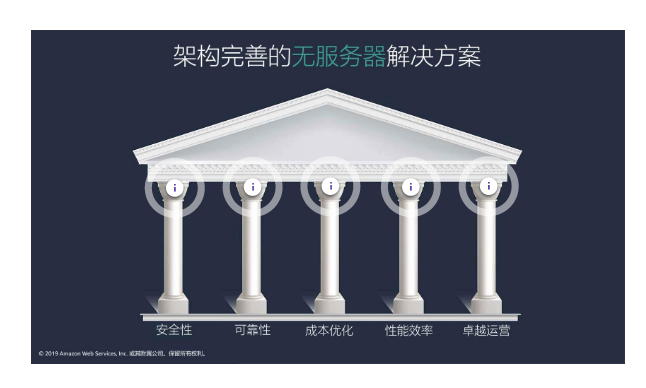 架构完善的无服务器解决方案
i i i i i
安全性 可靠性 成本优化 性能效率 卓越运营
© 2019 Amazon Web Services, Inc. 或其附属公司。保留所有权利。